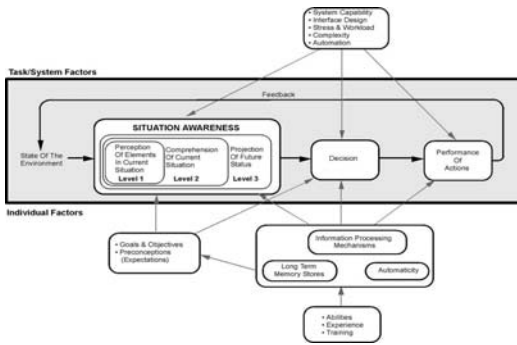 • System Capability
• Interface Design
• Stress & Workload
• Complexity
• Automation
Task/System Factors
Feedback
SITUATION AWARENESS
State Of The
Environment
Perception
Of Elements
In Current
Situation
Level 1
Comprehension
Of Current
Situation
Level 2
Projection
Of Future
Status
Level 3
Decision
Performance
Of
Actions
Individual Factors
• Goals & Objectives
• Preconceptions
(Expectations)
Information Processing
Mechanisms
Long Term
Memory Stores
Automaticity
• Abilities
• Experience
• Training